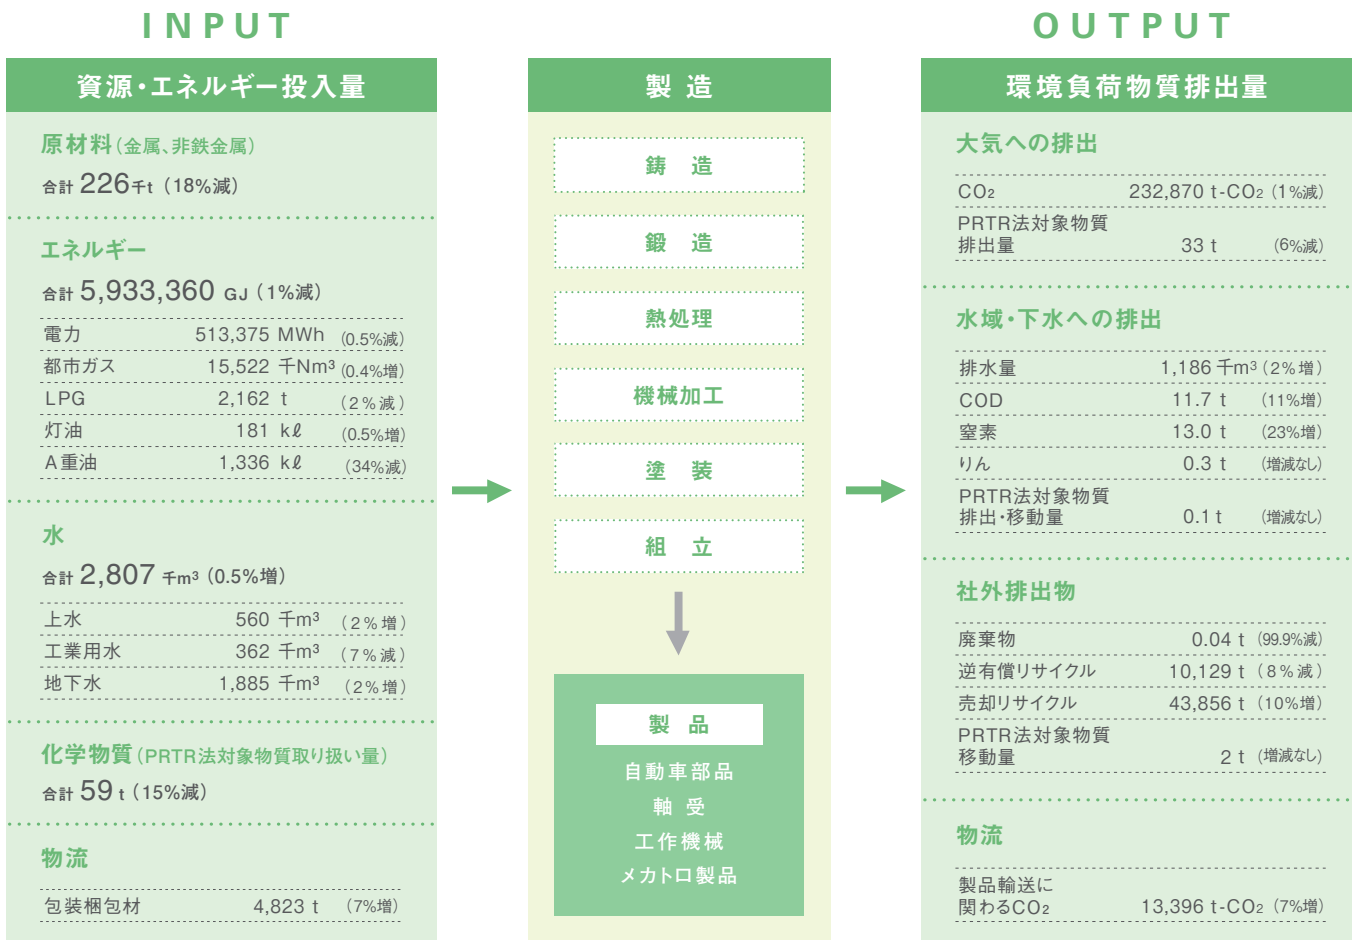 INPUT
資源・エネルギー投入量
原材料(金属、非鉄金属)
合計 226千t(18%減)
エネルギー
合計 5,933,360 GJ(1%減)
電力 513,375 MWh (0.5%減)
都市ガス 15,522 千Nm³ (0.4%増)
LPG 2,162 t (2%減)
灯油 181 kℓ (0.5%増)
A重油 1,336 kℓ (34%減)
水
合計 2,807 千m³(0.5%増)
上水 560 千m³ (2%増)
工業用水 362 千m³ (7%減)
地下水 1,885 千m³ (2%増)
化学物質(PRTR法対象物質取り扱い量)
合計 59 t(15%減)
物流
包装梱包材 4,823 t (7%増)
製 造
鋳 造
鍛 造
熱処理
機械加工
塗 装
組 立
製 品
自動車部品
軸 受
工作機械
メカトロ製品
OUTPUT
環境負荷物質排出量
大気への排出
CO₂ 232,870 t-CO₂(1%減)
PRTR法対象物質
排出量 33 t (6%減)
水域・下水への排出
排水量 1,186 千m³(2%増)
COD 11.7 t (11%増)
窒素 13.0 t (23%増)
りん 0.3 t (増減なし)
PRTR法対象物質
排出・移動量 0.1 t (増減なし)
社外排出物
廃棄物 0.04 t (99.9%減)
逆有償リサイクル 10,129 t (8%減)
売却リサイクル 43,856 t (10%増)
PRTR法対象物質
移動量 2 t (増減なし)
物流
製品輸送に
関わるCO₂ 13,396 t-CO₂(7%増)